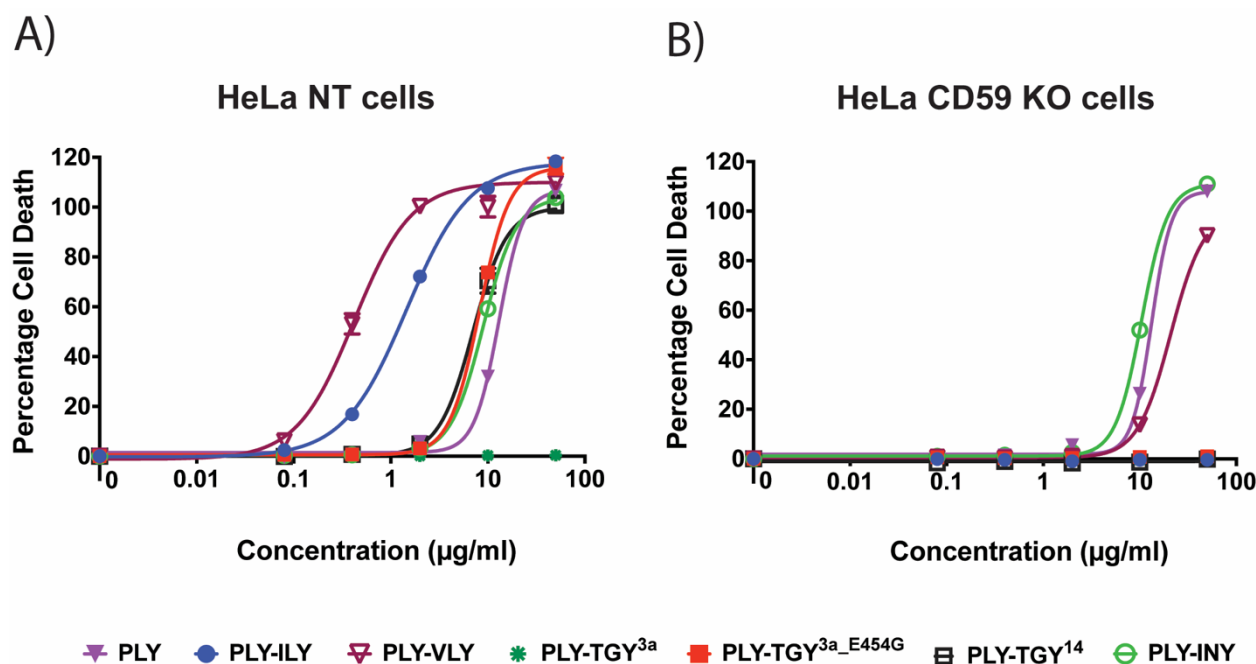 A)
HeLa NT cells
Percentage Cell Death
120
100
80
60
40
20
0
0
0.01
0.1
1
10
100
Concentration (µg/ml)
B)
HeLa CD59 KO cells
Percentage Cell Death
120
100
80
60
40
20
0
0
0.01
0.1
1
10
100
Concentration (µg/ml)
PLY PLY-ILY PLY-VLY PLY-TGY³ᵃ PLY-TGY³ᵃ_E454G PLY-TGY¹⁴ PLY-INY